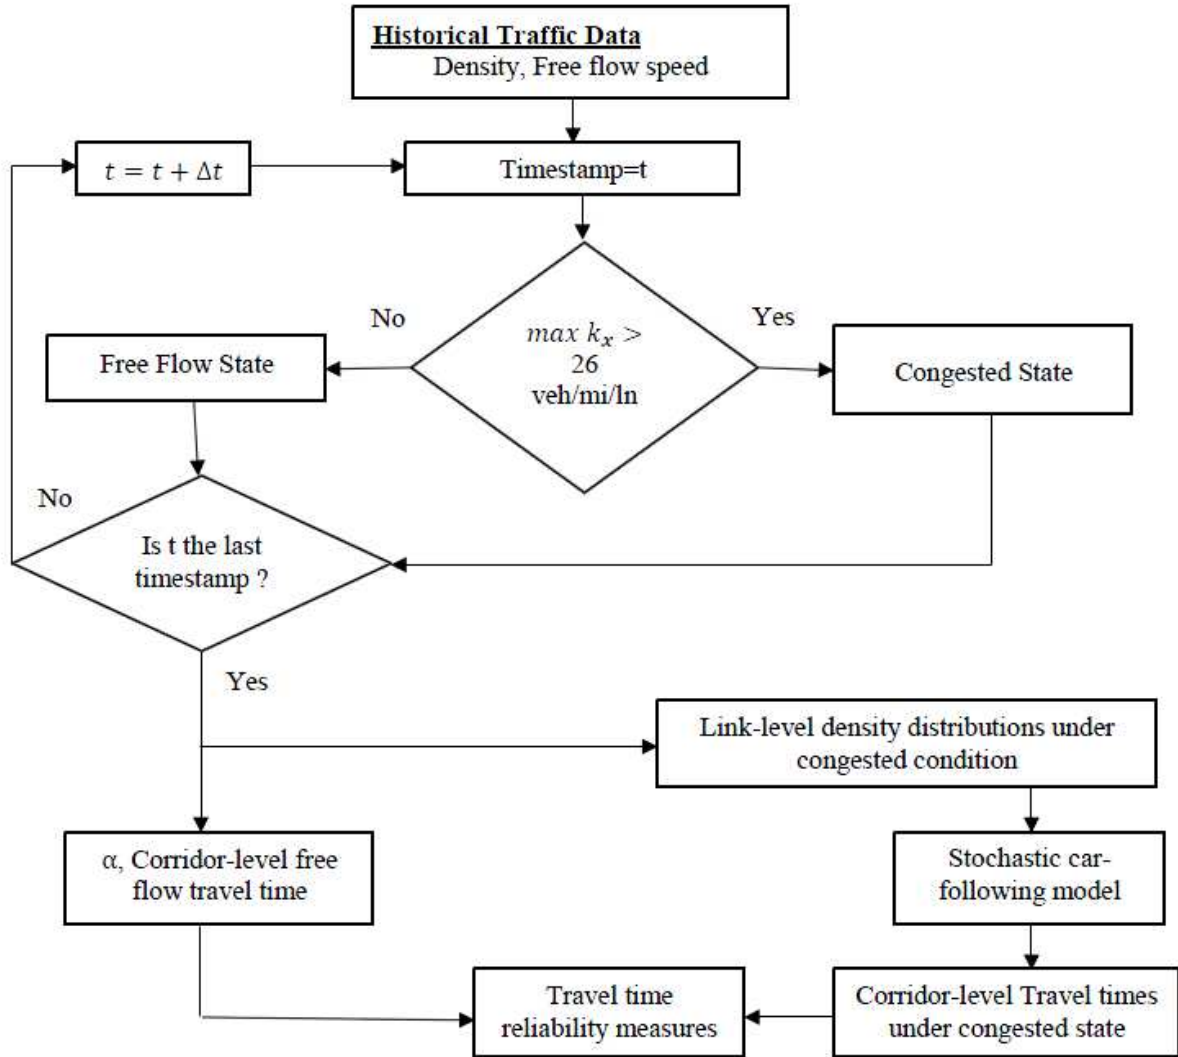 Historical Traffic Data
Density, Free flow speed
t = t + Δt
Timestamp=t
No
Yes
max kₓ >
26
veh/mi/ln
Free Flow State
Congested State
No
Is t the last
timestamp ?
Yes
Link-level density distributions under
congested condition
α, Corridor-level free
flow travel time
Stochastic car-
following model
Travel time
reliability measures
Corridor-level Travel times
under congested state